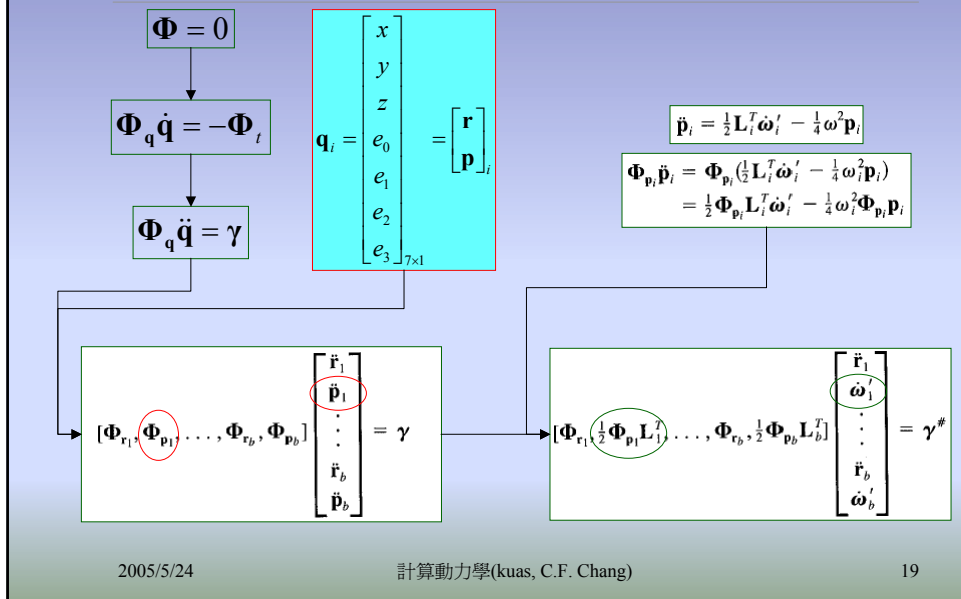 Φ = 0
Φ_q q̇ = −Φ_t
Φ_q q̈ = γ
q_i = [x y z e_0 e_1 e_2 e_3]_{7×1} = [r p]_i
p̈_i = ½ L_i^T ω̇_i′ − ¼ ω² p_i
Φ_{p_i} p̈_i = Φ_{p_i}(½ L_i^T ω̇_i′ − ¼ ω_i² p_i)
= ½ Φ_{p_i} L_i^T ω̇_i′ − ¼ ω_i² Φ_{p_i} p_i
[Φ_{r_1}, Φ_{p_1}, . . . , Φ_{r_b}, Φ_{p_b}] [r̈_1 p̈_1 ⋮ r̈_b p̈_b] = γ
[Φ_{r_1}, ½ Φ_{p_1} L_1^T, . . . , Φ_{r_b}, ½ Φ_{p_b} L_b^T] [r̈_1 ω̇_1′ ⋮ r̈_b ω̇_b′] = γ^#
2005/5/24 計算動力學(kuas, C.F. Chang) 19